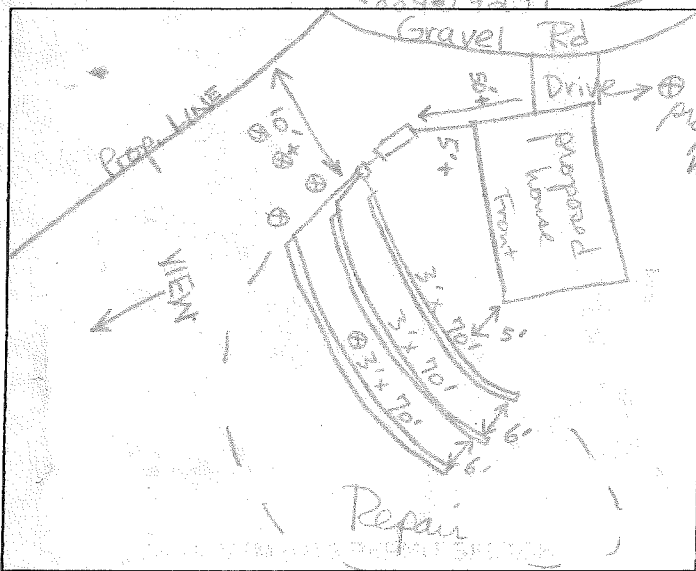 Gravel Rd
Drive
Prop. LINE
10'
50'+
5'+
proposed
house
Front
VIEW
3' x 70'
3' x 70'
3' x 70'
5'
6'
6'
Repair